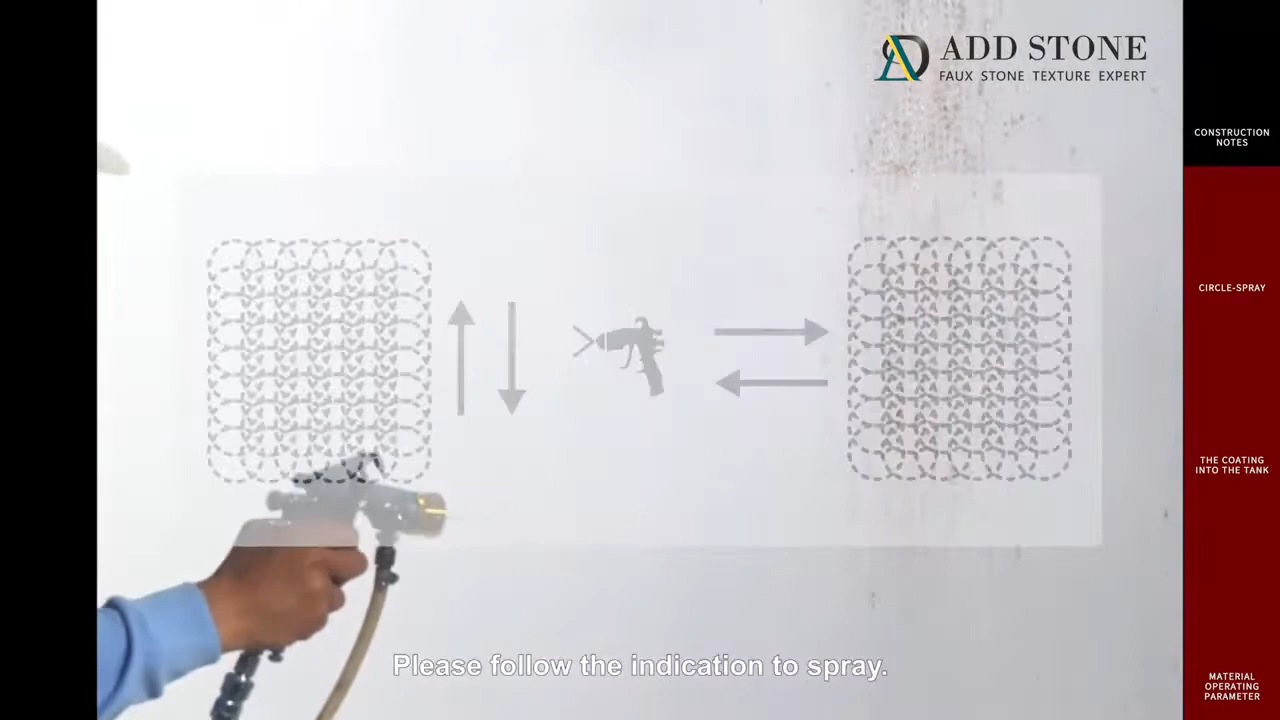 ADD STONE
FAUX STONE TEXTURE EXPERT
CONSTRUCTION
NOTES
CIRCLE-SPRAY
THE COATING
INTO THE TANK
MATERIAL
OPERATING
PARAMETER
Please follow the indication to spray.